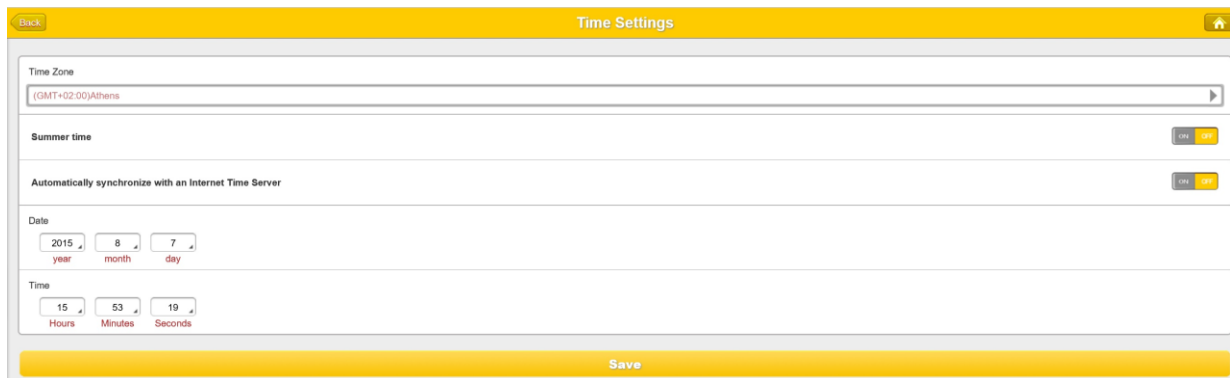 Back
Time Settings
Time Zone
(GMT+02:00)Athens
Summer time
ON OFF
Automatically synchronize with an Internet Time Server
ON OFF
Date
2015 8 7
year month day
Time
15 53 19
Hours Minutes Seconds
Save